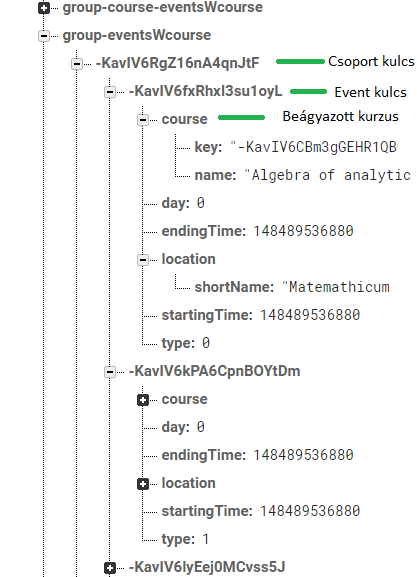 group-course-eventsWcourse
group-eventsWcourse
-KavIV6RgZ16nA4qnJtF Csoport kulcs
-KavIV6fxRhxI3su1oyL Event kulcs
course Beágyazott kurzus
key: "-KavIV6CBm3gGEHR1QB
name: "Algebra of analytic
day: 0
endingTime: 148489536880
location
shortName: "Matemathicum
startingTime: 148489536880
type: 0
-KavIV6kPA6CpnBOYtDm
course
day: 0
endingTime: 148489536880
location
startingTime: 148489536880
type: 1
-KavIV6lyEej0MCvss5J